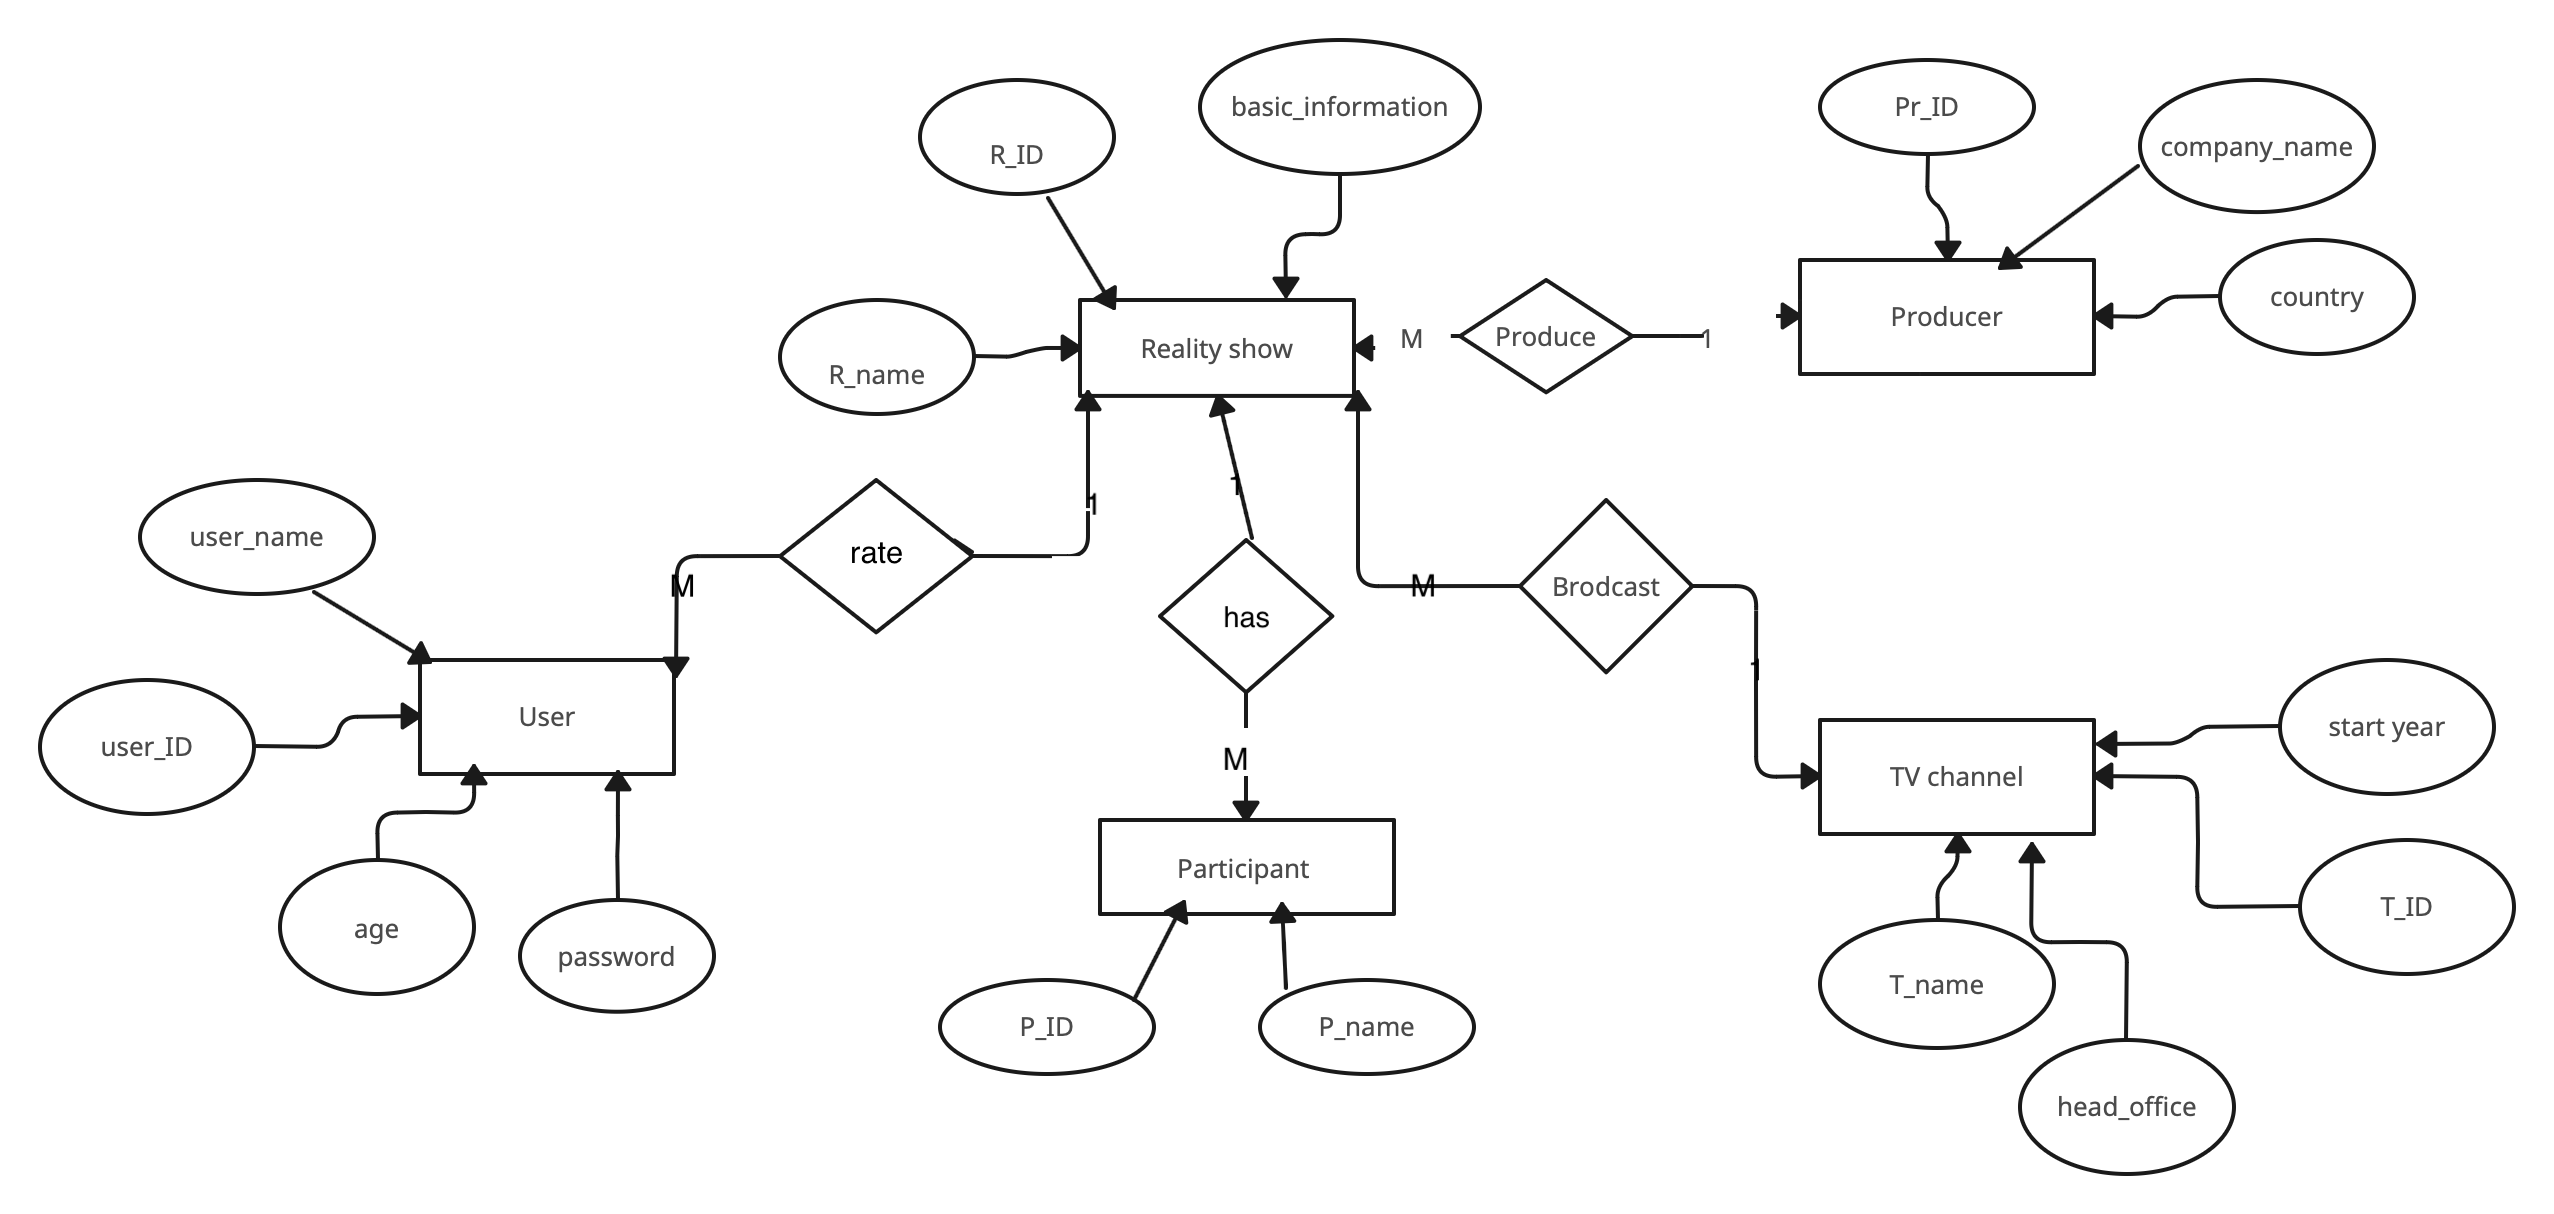 basic_information
Pr_ID
company_name
R_ID
country
Producer
Reality show
M
Produce
1
R_name
1
1
user_name
rate
M
M
Brodcast
has
1
User
user_ID
M
start year
TV channel
Participant
T_ID
age
password
T_name
P_ID
P_name
head_office